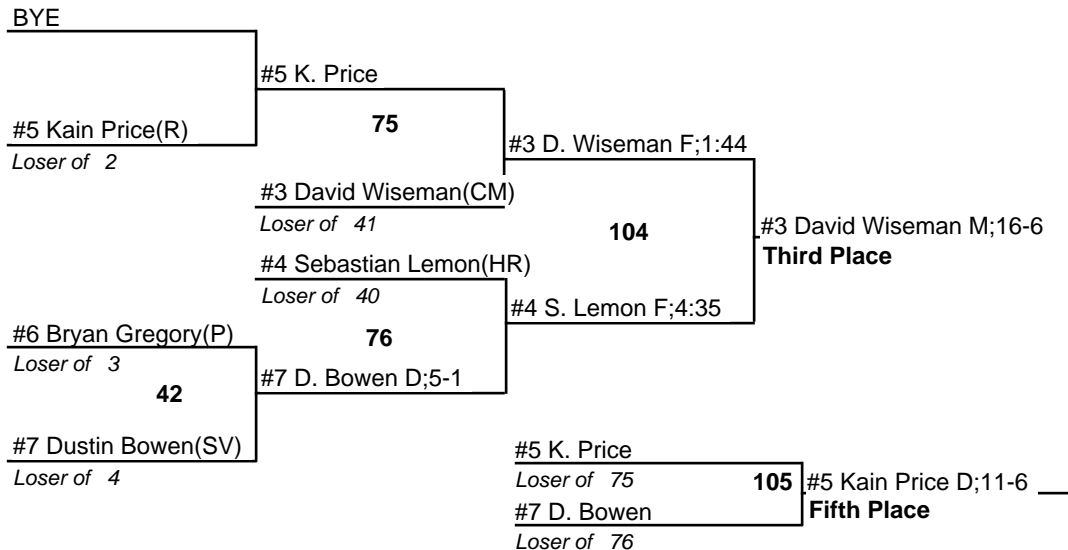 BYE
#5 K. Price
#5 Kain Price(R)
Loser of 2
75
#3 D. Wiseman F;1:44
#3 David Wiseman(CM)
Loser of 41
104
#3 David Wiseman M;16-6
Third Place
#4 Sebastian Lemon(HR)
Loser of 40
#4 S. Lemon F;4:35
#6 Bryan Gregory(P)
Loser of 3
76
42
#7 D. Bowen D;5-1
#7 Dustin Bowen(SV)
Loser of 4
#5 K. Price
Loser of 75
105
#5 Kain Price D;11-6
Fifth Place
#7 D. Bowen
Loser of 76